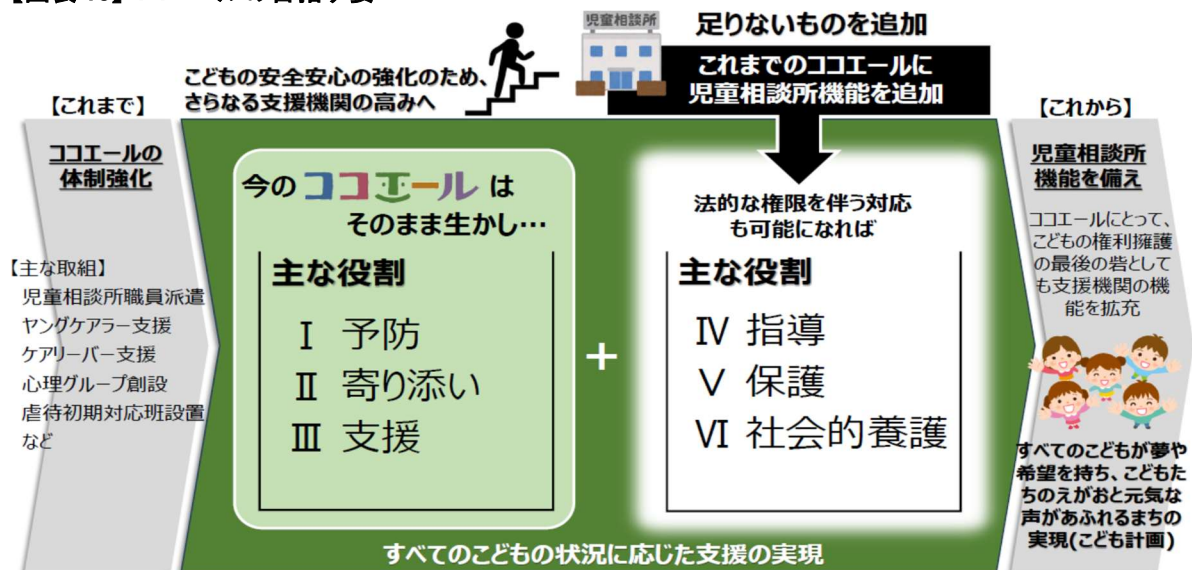 児童相談所
足りないものを追加
これまでのココエールに
児童相談所機能を追加
こどもの安全安心の強化のため、
さらなる支援機関の高みへ
【これまで】
ココエールの
体制強化
【主な取組】
児童相談所職員派遣
ヤングケアラー支援
ケアリーバー支援
心理グループ創設
虐待初期対応班設置
など
今のココエールは
そのまま生かし…
主な役割
Ⅰ 予防
Ⅱ 寄り添い
Ⅲ 支援
+
法的な権限を伴う対応
も可能になれば
主な役割
Ⅳ 指導
Ⅴ 保護
Ⅵ 社会的養護
すべてのこどもの状況に応じた支援の実現
【これから】
児童相談所
機能を備え
ココエールにとって、
こどもの権利擁護
の最後の砦として
も支援機関の機
能を拡充
すべてのこどもが夢や
希望を持ち、こどもた
ちのえがおと元気な
声があふれるまちの
実現(こども計画)